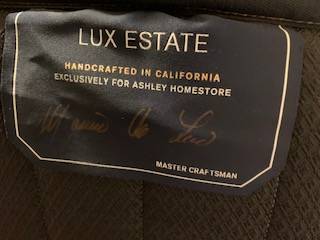 LUX ESTATE
HANDCRAFTED IN CALIFORNIA
EXCLUSIVELY FOR ASHLEY HOMESTORE
MASTER CRAFTSMAN